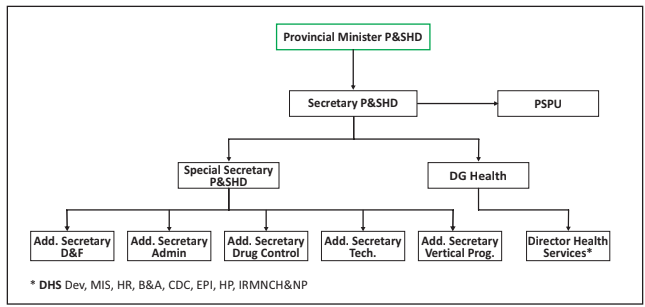 Provincial Minister P&SHD
Secretary P&SHD
PSPU
Special Secretary
P&SHD
DG Health
Add. Secretary
D&F
Add. Secretary
Admin
Add. Secretary
Drug Control
Add. Secretary
Tech.
Add. Secretary
Vertical Prog.
Director Health
Services*
* DHS Dev, MIS, HR, B&A, CDC, EPI, HP, IRMNCH&NP